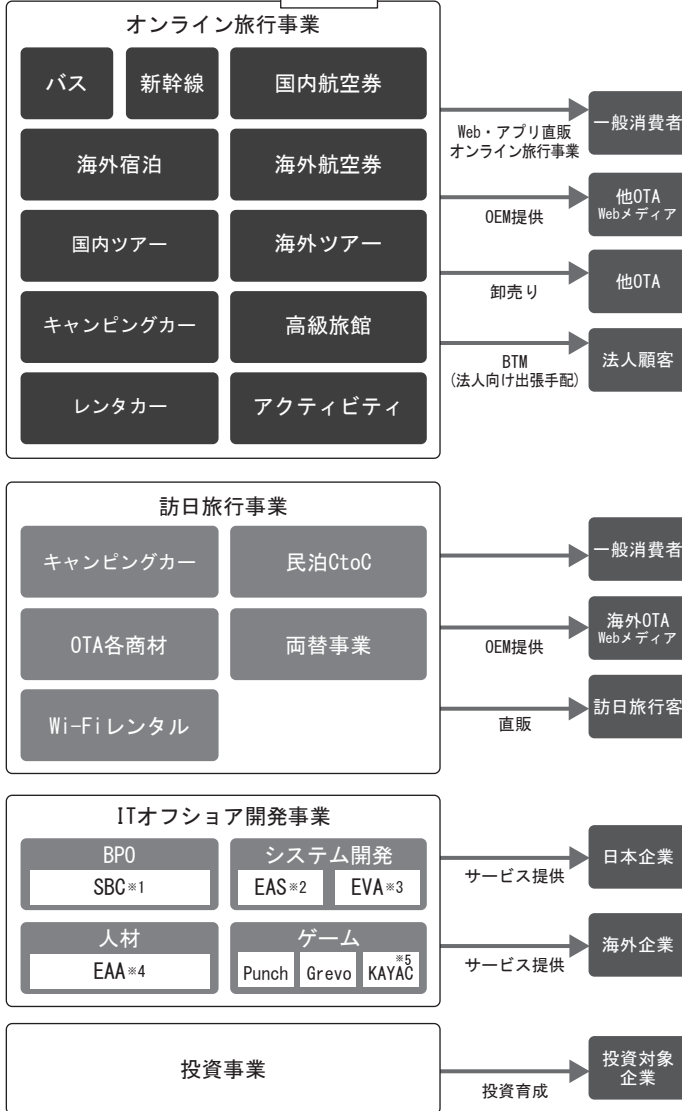 オンライン旅行事業
バス
新幹線
国内航空券
海外宿泊
海外航空券
国内ツアー
海外ツアー
キャンピングカー
高級旅館
レンタカー
アクティビティ
Web・アプリ直販
オンライン旅行事業
一般消費者
OEM提供
他OTA
Webメディア
卸売り
他OTA
BTM
(法人向け出張手配)
法人顧客
訪日旅行事業
キャンピングカー
民泊CtoC
OTA各商材
両替事業
Wi-Fiレンタル
一般消費者
OEM提供
海外OTA
Webメディア
直販
訪日旅行客
ITオフショア開発事業
BPO
SBC※1
システム開発
EAS※2
EVA※3
人材
EAA※4
ゲーム
Punch
Grevo
KAYAC※5
サービス提供
日本企業
サービス提供
海外企業
投資事業
投資育成
投資対象
企業